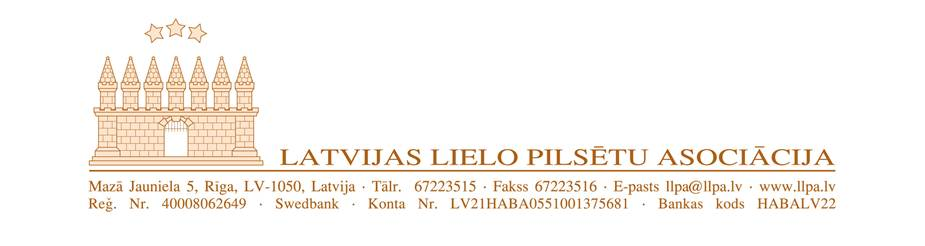 LATVIJAS LIELO PILSĒTU ASOCIĀCIJA
Mazā Jauniela 5, Rīga, LV-1050, Latvija · Tālr. 67223515 · Fakss 67223516 · E-pasts llpa@llpa.lv · www.llpa.lv
Reģ. Nr. 40008062649 · Swedbank · Konta Nr. LV21HABA0551001375681 · Bankas kods HABALV22